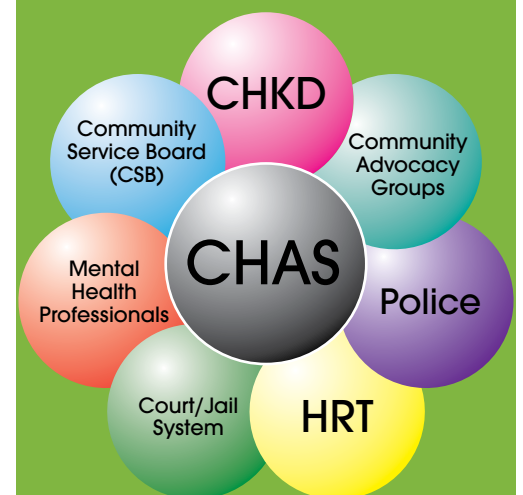 CHKD
Community
Service Board
(CSB)
Community
Advocacy
Groups
CHAS
Mental
Health
Professionals
Police
Court/Jail
System
HRT